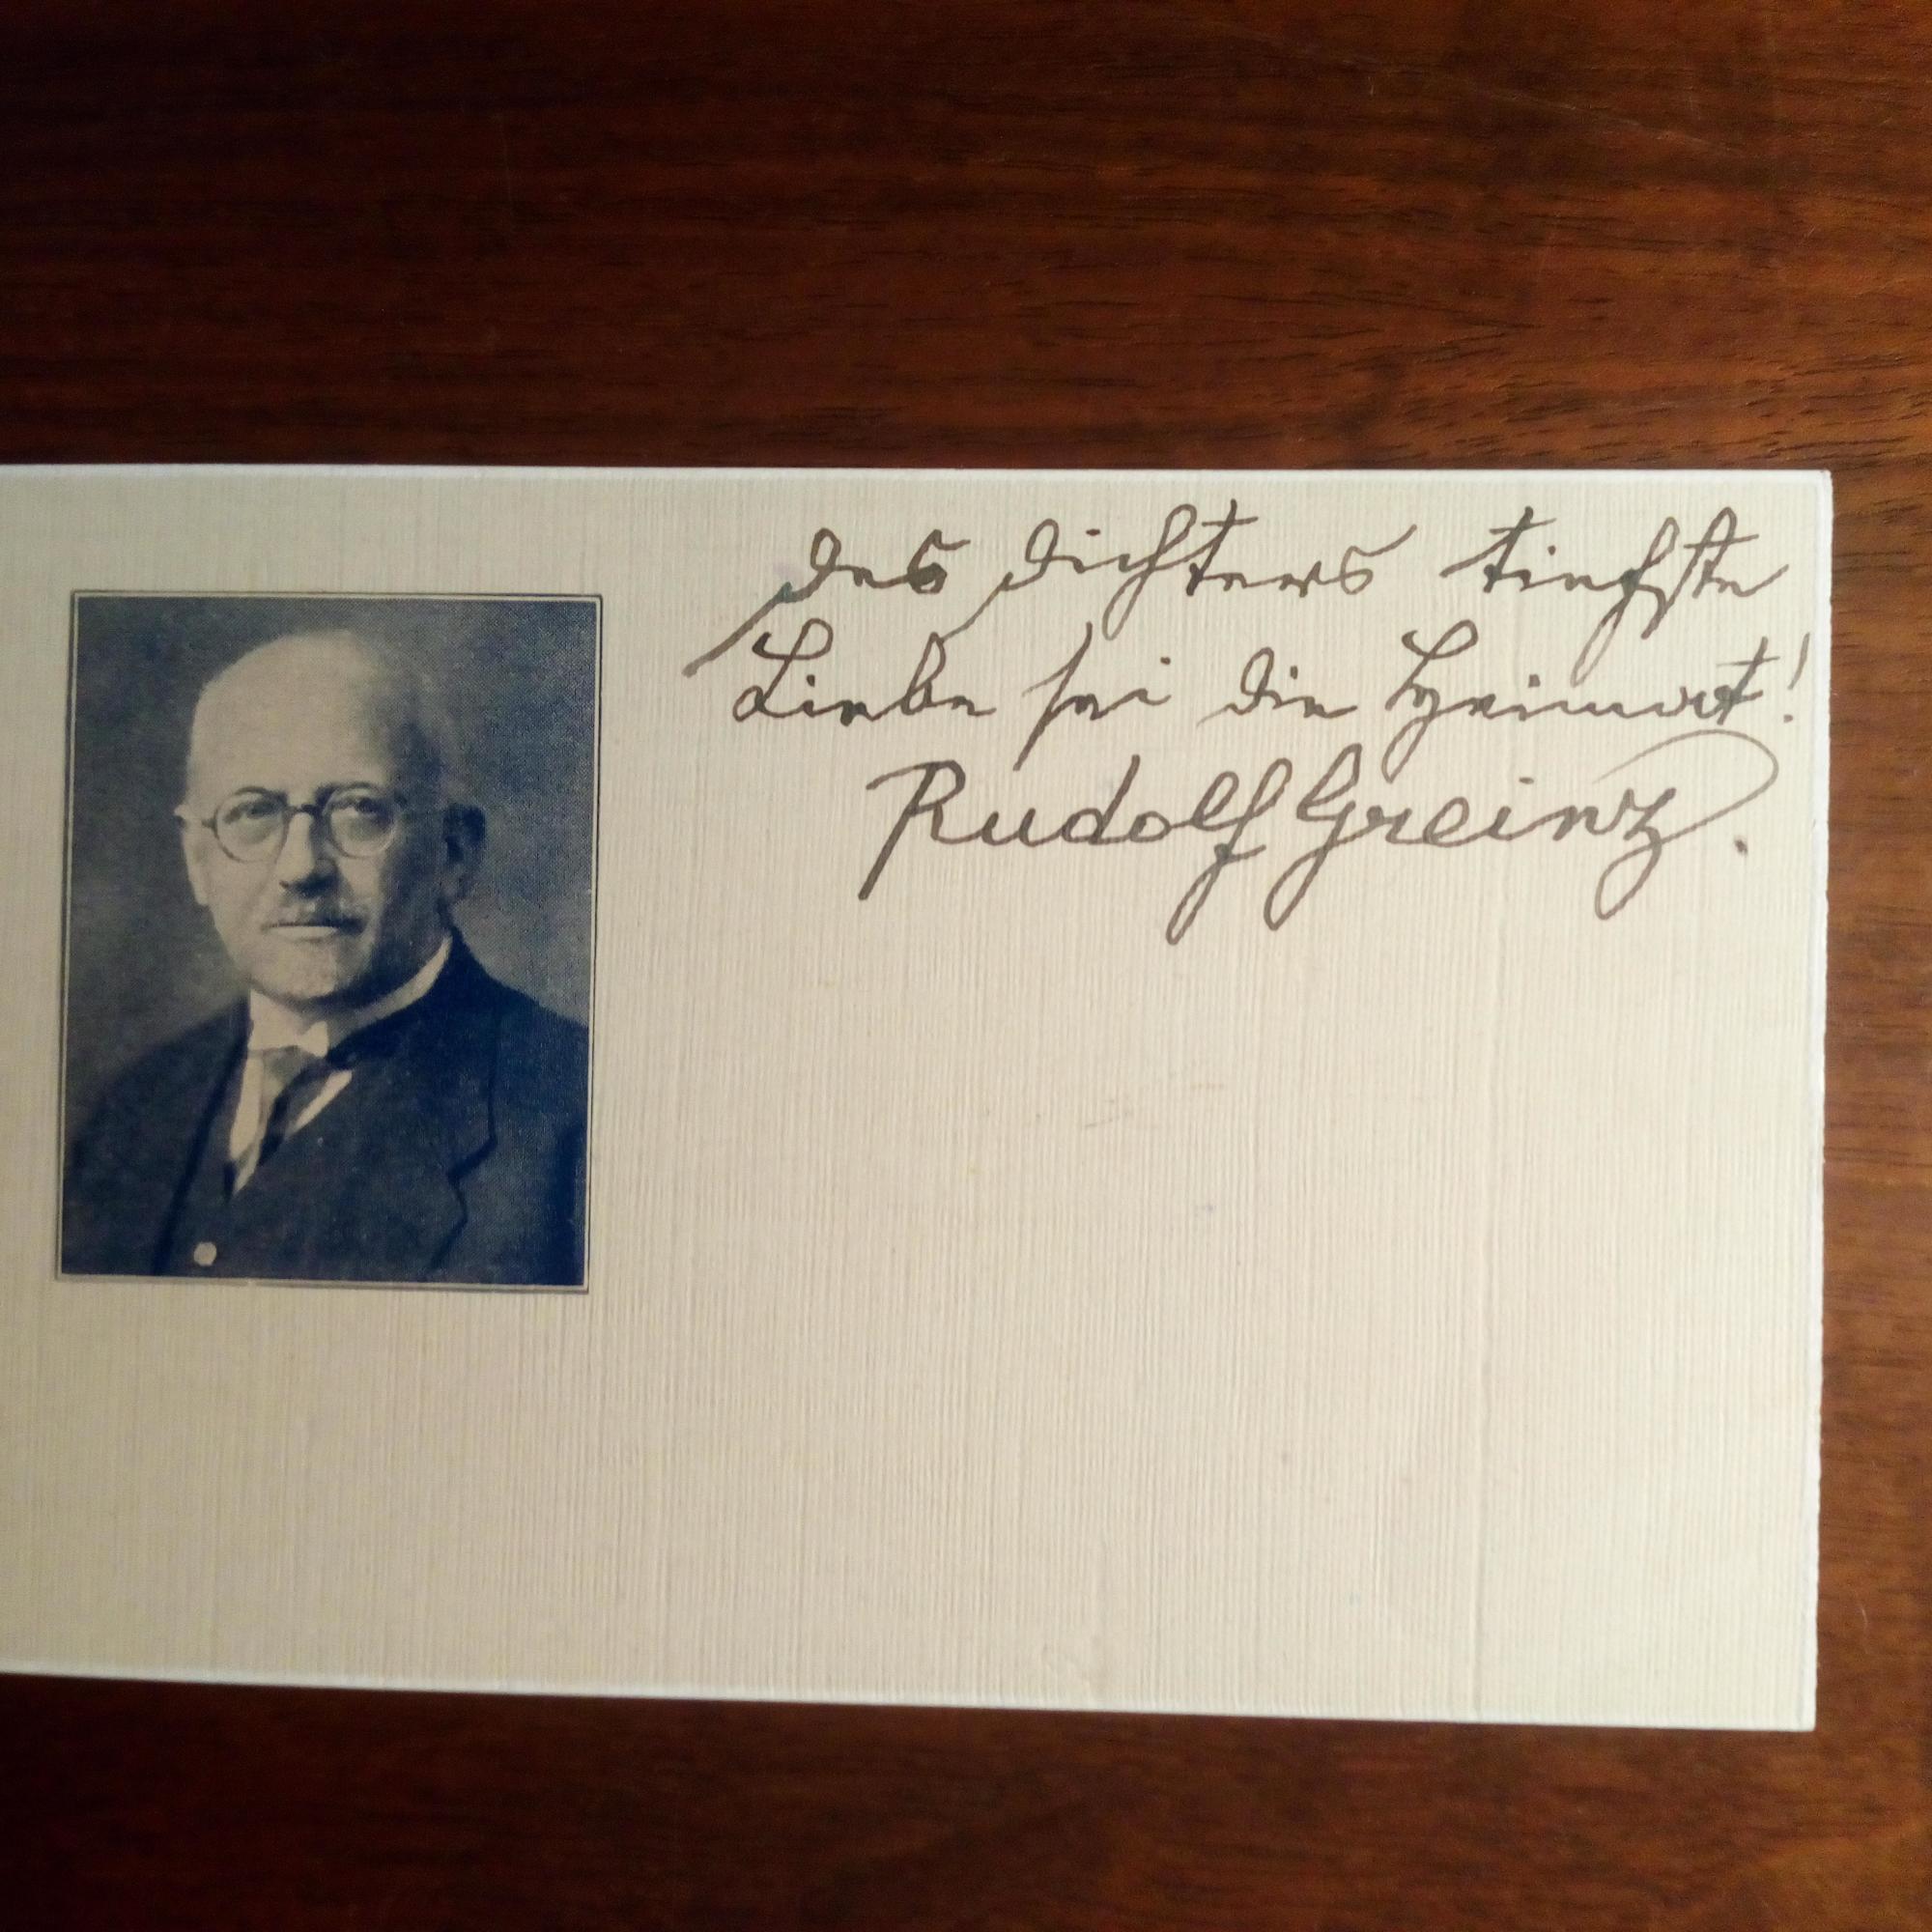 Des Dichters tiefste
Liebe sei die Heimat!
Rudolf Greinz.